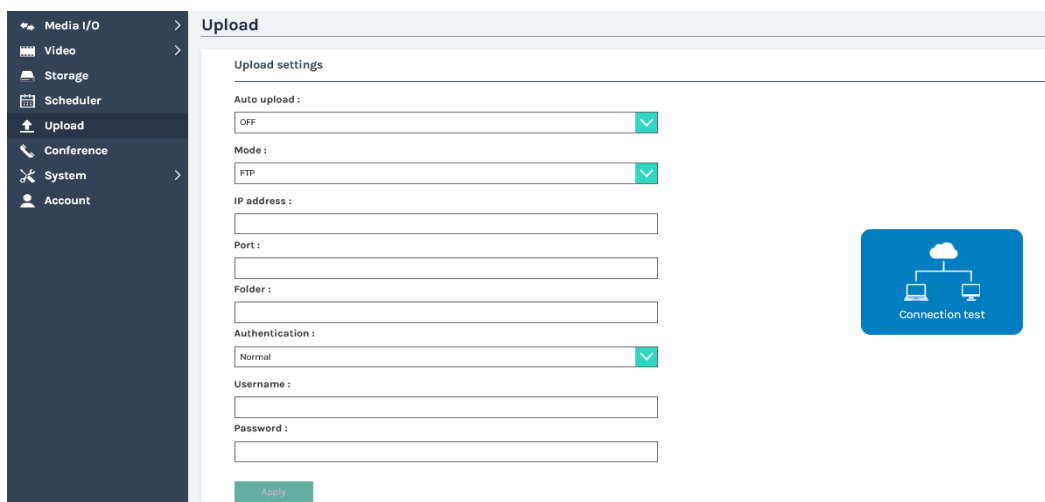 Media I/O
Video
Storage
Scheduler
Upload
Conference
System
Account
Upload
Upload settings
Auto upload :
OFF
Mode :
FTP
IP address :
Port :
Folder :
Authentication :
Normal
Username :
Password :
Apply
Connection test